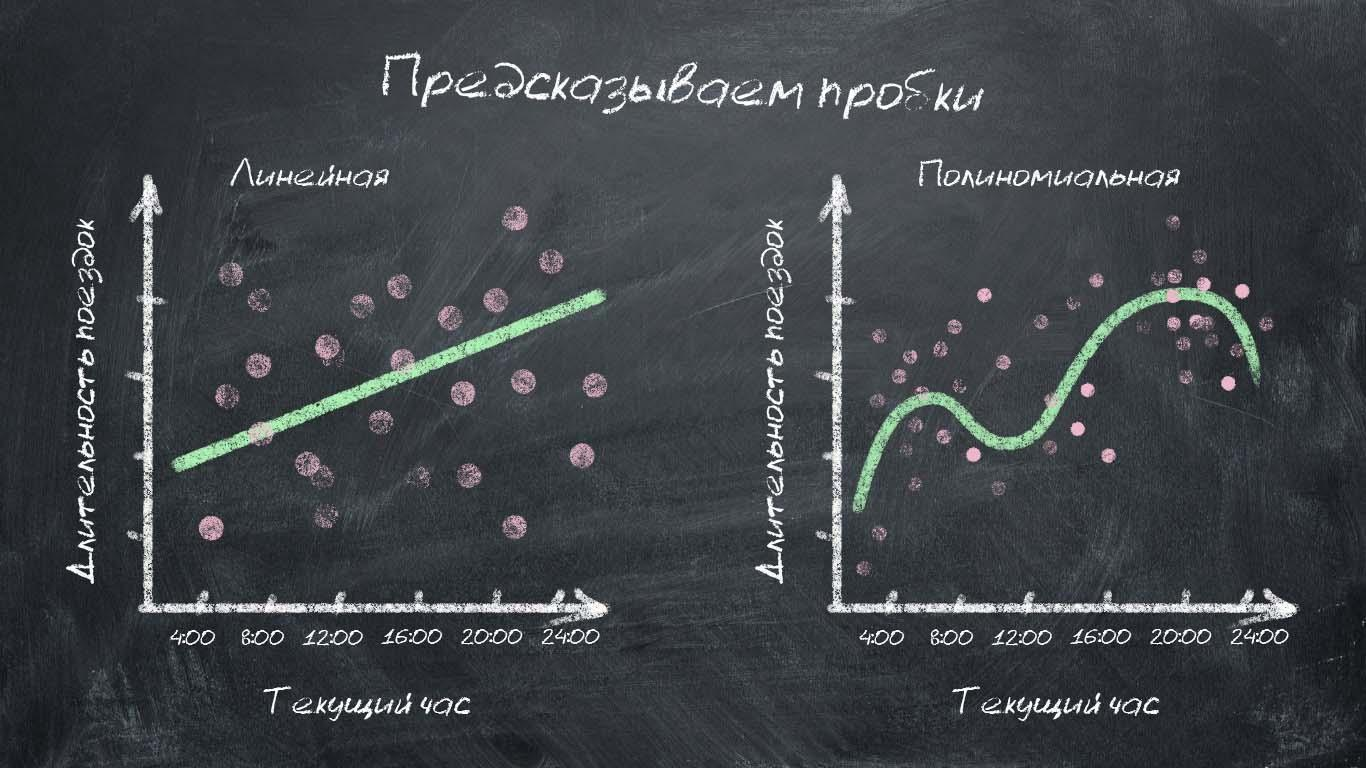 Предсказываем пробки
Линейная
Длительность поездок
4:00 8:00 12:00 16:00 20:00 24:00
Текущий час
Полиномиальная
Длительность поездок
4:00 8:00 12:00 16:00 20:00 24:00
Текущий час